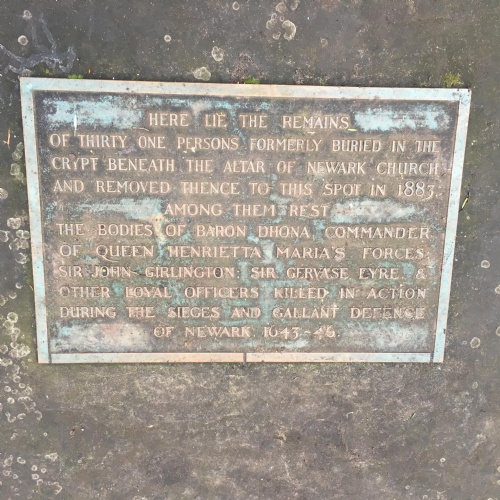 HERE LIE THE REMAINS
OF THIRTY ONE PERSONS FORMERLY BURIED IN THE
CRYPT BENEATH THE ALTAR OF NEWARK CHURCH
AND REMOVED THENCE TO THIS SPOT IN 1883.
AMONG THEM REST
THE BODIES OF BARON DHONA, COMMANDER
OF QUEEN HENRIETTA MARIA'S FORCES;
SIR JOHN GIRLINGTON; SIR GERVASE EYRE, &
OTHER LOYAL OFFICERS KILLED IN ACTION
DURING THE SIEGES AND GALLANT DEFENCE
OF NEWARK, 1643-46.